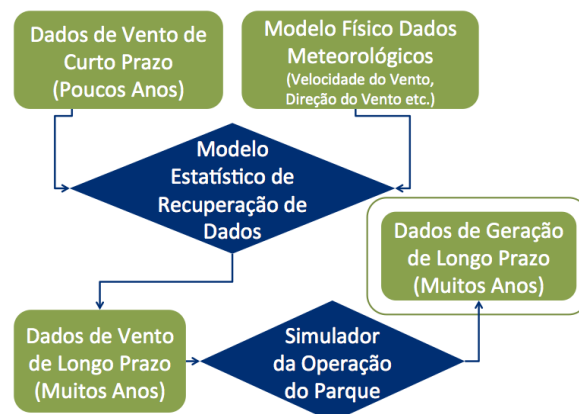 Dados de Vento de
Curto Prazo
(Poucos Anos)
Modelo Físico Dados
Meteorológicos
(Velocidade do Vento,
Direção do Vento etc.)
Modelo
Estatístico de
Recuperação de
Dados
Dados de Geração
de Longo Prazo
(Muitos Anos)
Dados de Vento
de Longo Prazo
(Muitos Anos)
Simulador
da Operação
do Parque